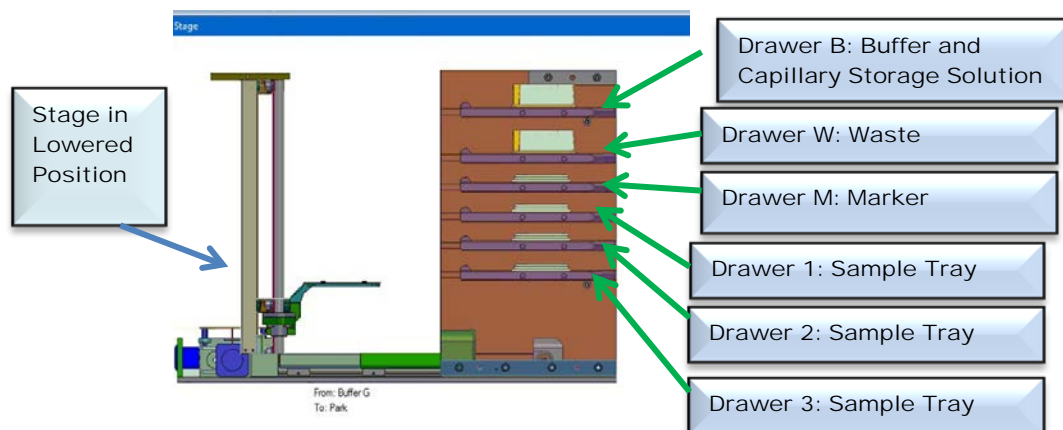 Stage
Drawer B: Buffer and
Capillary Storage Solution
Stage in
Lowered
Position
Drawer W: Waste
Drawer M: Marker
Drawer 1: Sample Tray
Drawer 2: Sample Tray
Drawer 3: Sample Tray
From: Buffer G
To: Park